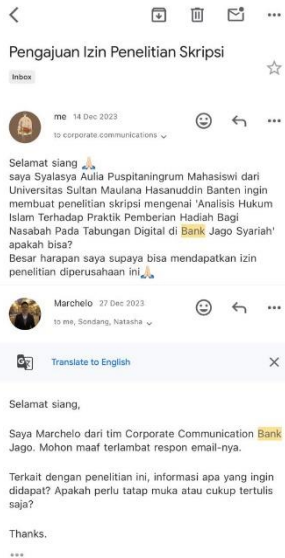 Pengajuan Izin Penelitian Skripsi
Inbox
me 14 Dec 2023
to corporate.communications
Selamat siang 🙏🏻
saya Syalasya Aulia Puspitaningrum Mahasiswi dari
Universitas Sultan Maulana Hasanuddin Banten ingin
membuat penelitian skripsi mengenai 'Analisis Hukum
Islam Terhadap Praktik Pemberian Hadiah Bagi
Nasabah Pada Tabungan Digital di Bank Jago Syariah'
apakah bisa?
Besar harapan saya supaya bisa mendapatkan izin
penelitian diperusahaan ini🙏🏻
Marchelo 27 Dec 2023
to me, Sondang, Natasha
Translate to English
Selamat siang,
Saya Marchelo dari tim Corporate Communication Bank
Jago. Mohon maaf terlambat respon email-nya.
Terkait dengan penelitian ini, informasi apa yang ingin
didapat? Apakah perlu tatap muka atau cukup tertulis
saja?
Thanks.